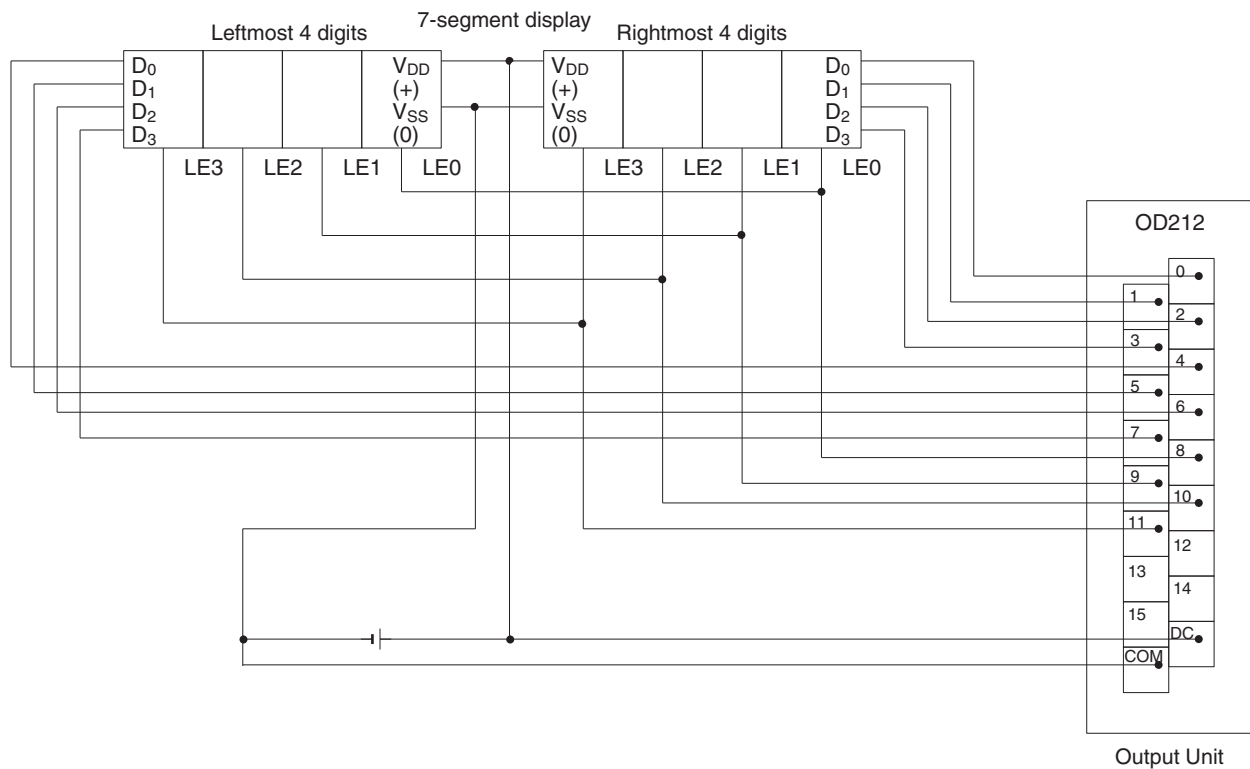 7-segment display
Leftmost 4 digits
Rightmost 4 digits
D0
D1
D2
D3
VDD
(+)
VSS
(0)
VDD
(+)
VSS
(0)
D0
D1
D2
D3
LE3
LE2
LE1
LE0
LE3
LE2
LE1
LE0
OD212
0
1
2
3
4
5
6
7
8
9
10
11
12
13
14
15
DC
COM
Output Unit